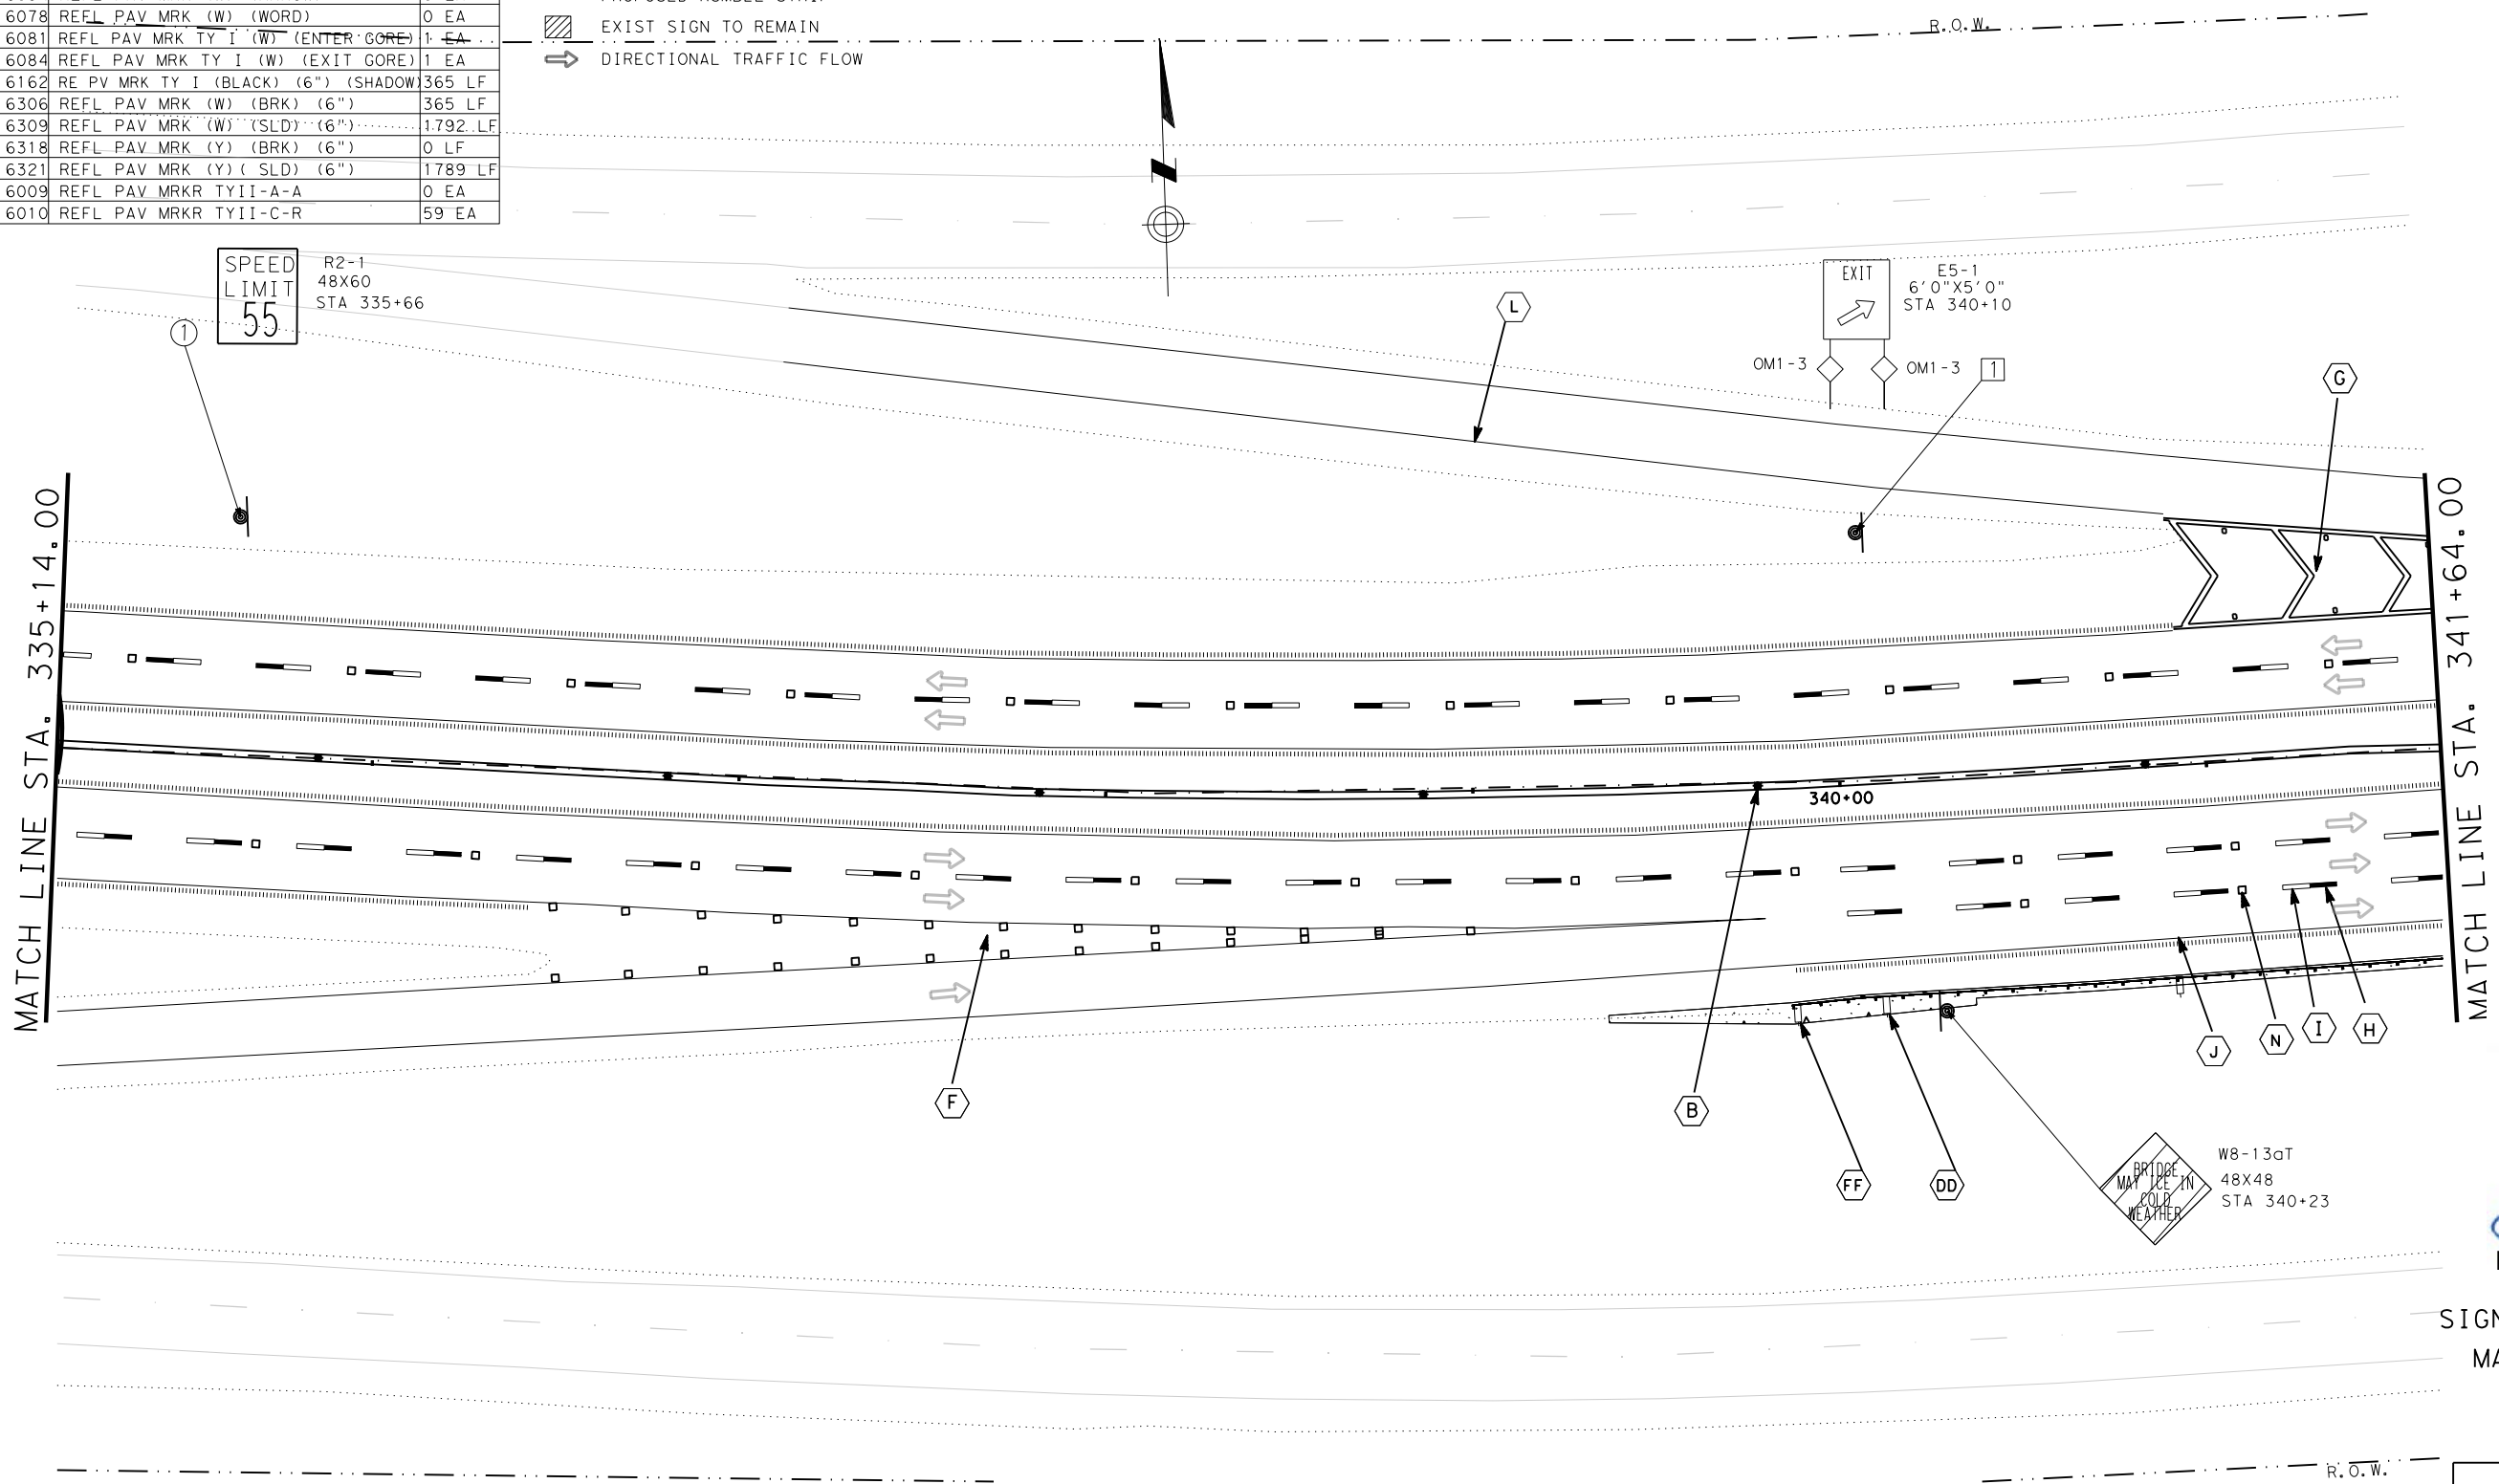 6078 REFL PAV MRK (W) (WORD) 0 EA
6081 REFL PAV MRK TY I (W) (ENTER GORE) 1 EA
6084 REFL PAV MRK TY I (W) (EXIT GORE) 1 EA
6162 RE PV MRK TY I (BLACK) (6") (SHADOW) 365 LF
6306 REFL PAV MRK (W) (BRK) (6") 365 LF
6309 REFL PAV MRK (W) (SLD) (6") 1792 LF
6318 REFL PAV MRK (Y) (BRK) (6") 0 LF
6321 REFL PAV MRK (Y)( SLD) (6") 1789 LF
6009 REFL PAV MRKR TYII-A-A 0 EA
6010 REFL PAV MRKR TYII-C-R 59 EA
EXIST SIGN TO REMAIN
DIRECTIONAL TRAFFIC FLOW
R.O.W.
SPEED
LIMIT
55
R2-1
48X60
STA 335+66
1
L
EXIT
E5-1
6'0"X5'0"
STA 340+10
OM1-3
OM1-3
1
G
MATCH LINE STA. 335+14.00
MATCH LINE STA. 341+64.00
340+00
F
B
FF
DD
J
N
I
H
BRIDGE
MAY ICE IN
COLD
WEATHER
W8-13aT
48X48
STA 340+23
SIGN
MA
R.O.W.